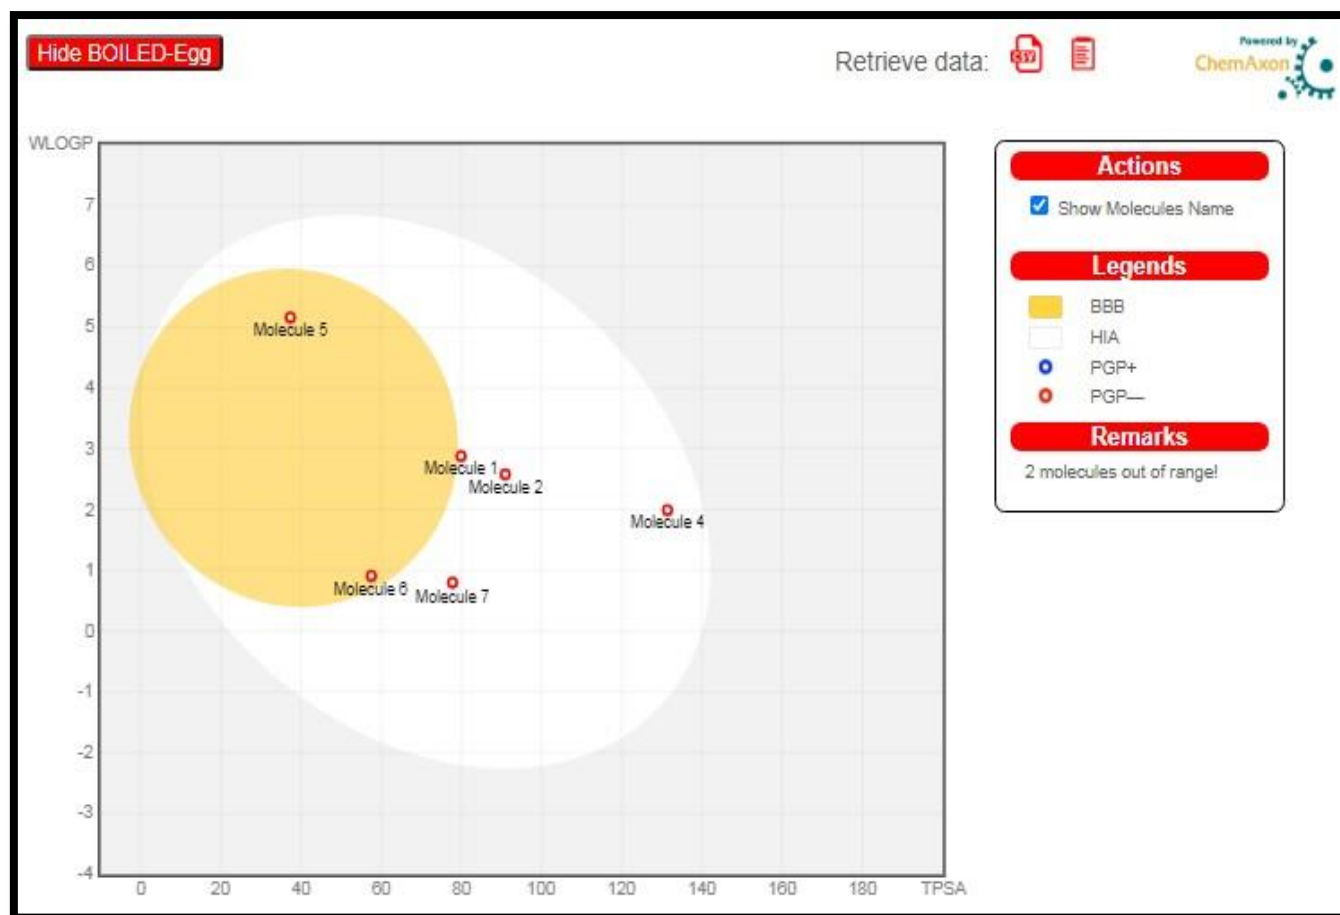 Hide BOILED-Egg
Retrieve data:
CSV
Powered by
ChemAxon
WLOGP
7
6
5
4
3
2
1
0
-1
-2
-3
-4
0 20 40 60 80 100 120 140 160 180 TPSA
Molecule 5
Molecule 1
Molecule 2
Molecule 4
Molecule 6
Molecule 7
Actions
Show Molecules Name
Legends
BBB
HIA
PGP+
PGP—
Remarks
2 molecules out of range!